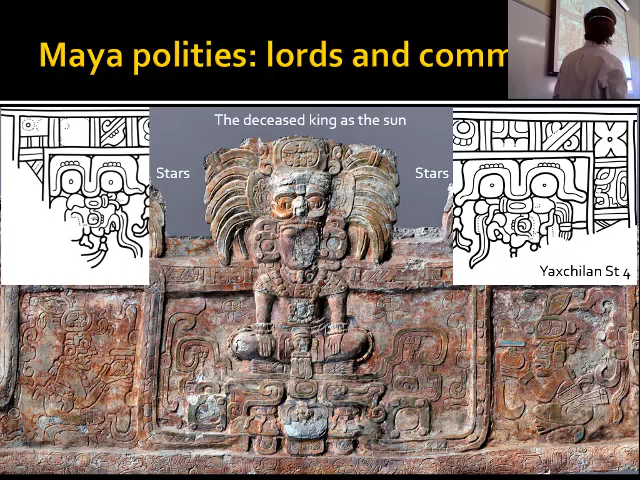 Maya polities: lords and comm
The deceased king as the sun
Stars
Stars
Yaxchilan St 4